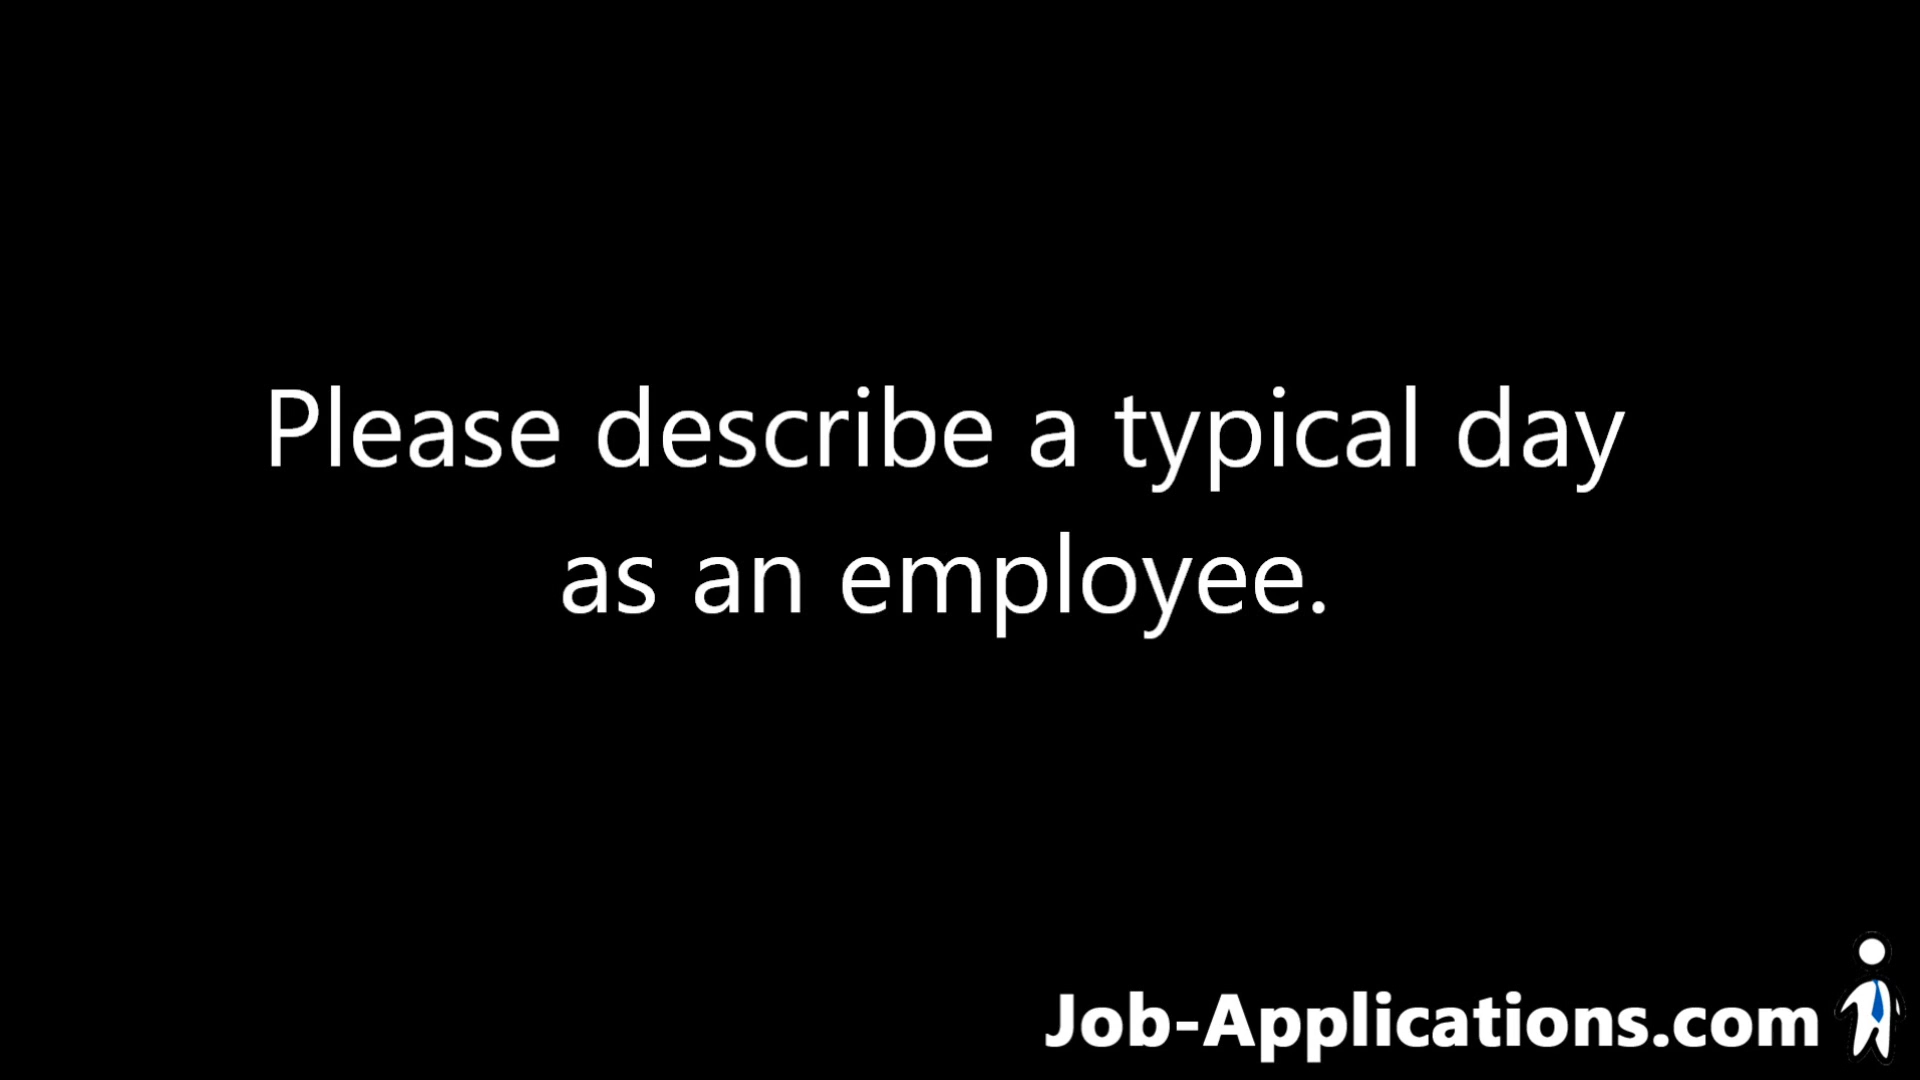 Please describe a typical day
as an employee.
Job-Applications.com